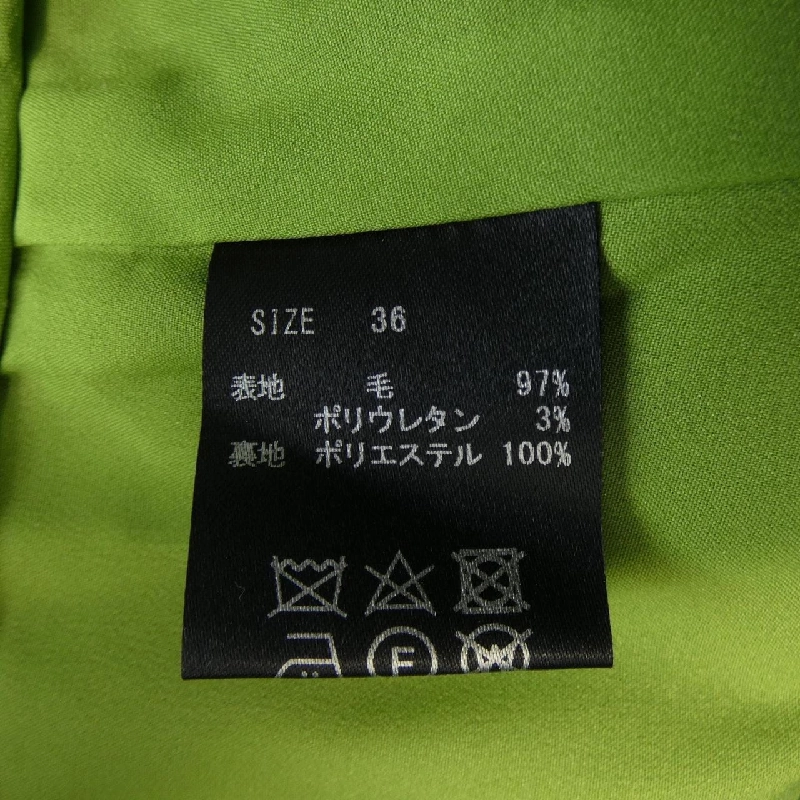 SIZE 36
表地 毛 97%
ポリウレタン 3%
裏地 ポリエステル 100%
F W